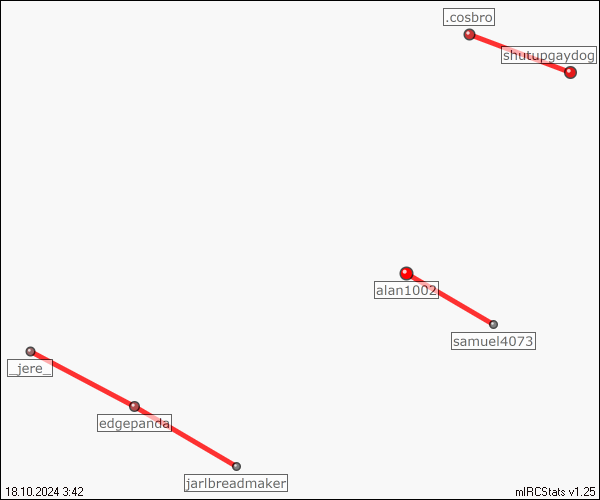 .cosbro
shutupgaydog
alan1002
samuel4073
_jere_
edgepanda
jarlbreadmaker
18.10.2024 3:42
mIRCStats v1.25